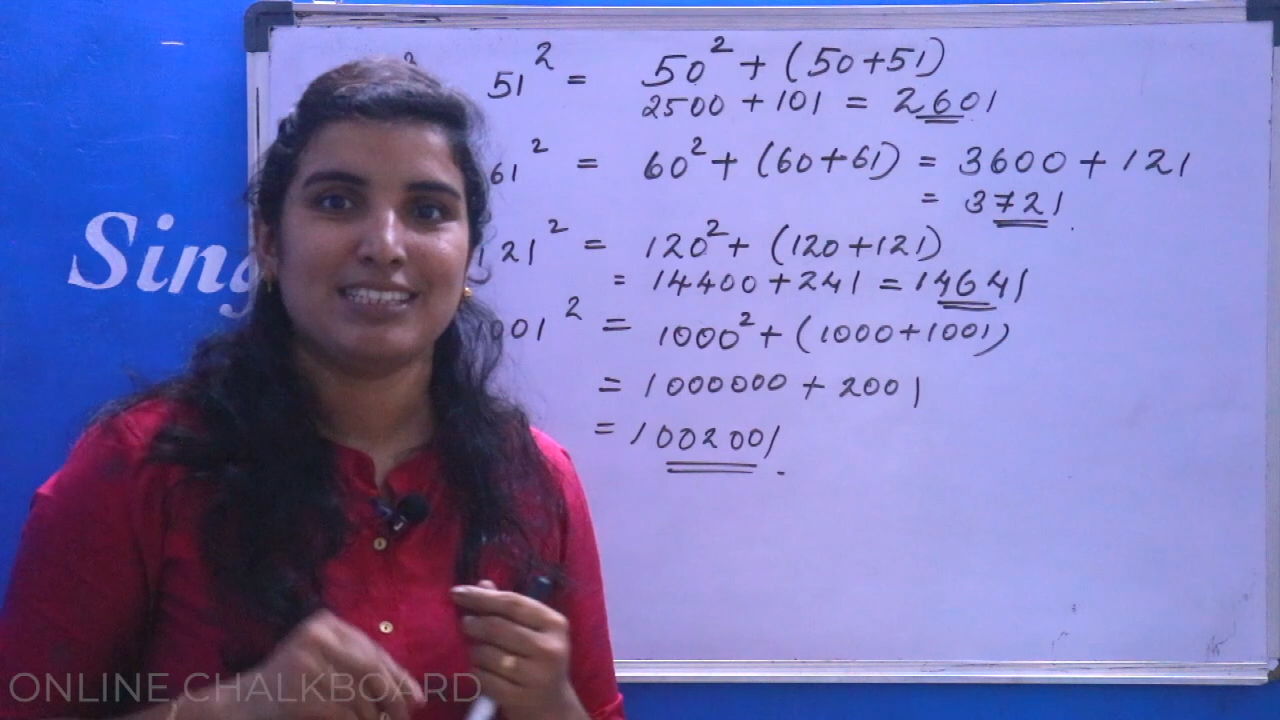 51² = 50² + (50+51)
2500 + 101 = 2601
61² = 60² + (60+61) = 3600 + 121
= 3721
121² = 120² + (120+121)
= 14400 + 241 = 14641
1001² = 1000² + (1000+1001)
= 1000000 + 2001
= 1002001
Sing
ONLINE CHALKBOARD